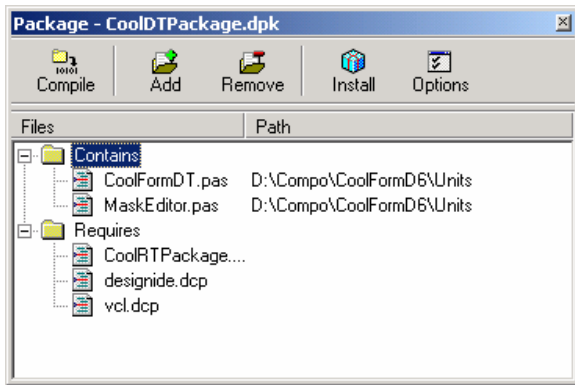 Package - CoolDTPackage.dpk
Compile Add Remove Install Options
Files Path
Contains
CoolFormDT.pas D:\Compo\CoolFormD6\Units
MaskEditor.pas D:\Compo\CoolFormD6\Units
Requires
CoolRTPackage....
designide.dcp
vcl.dcp